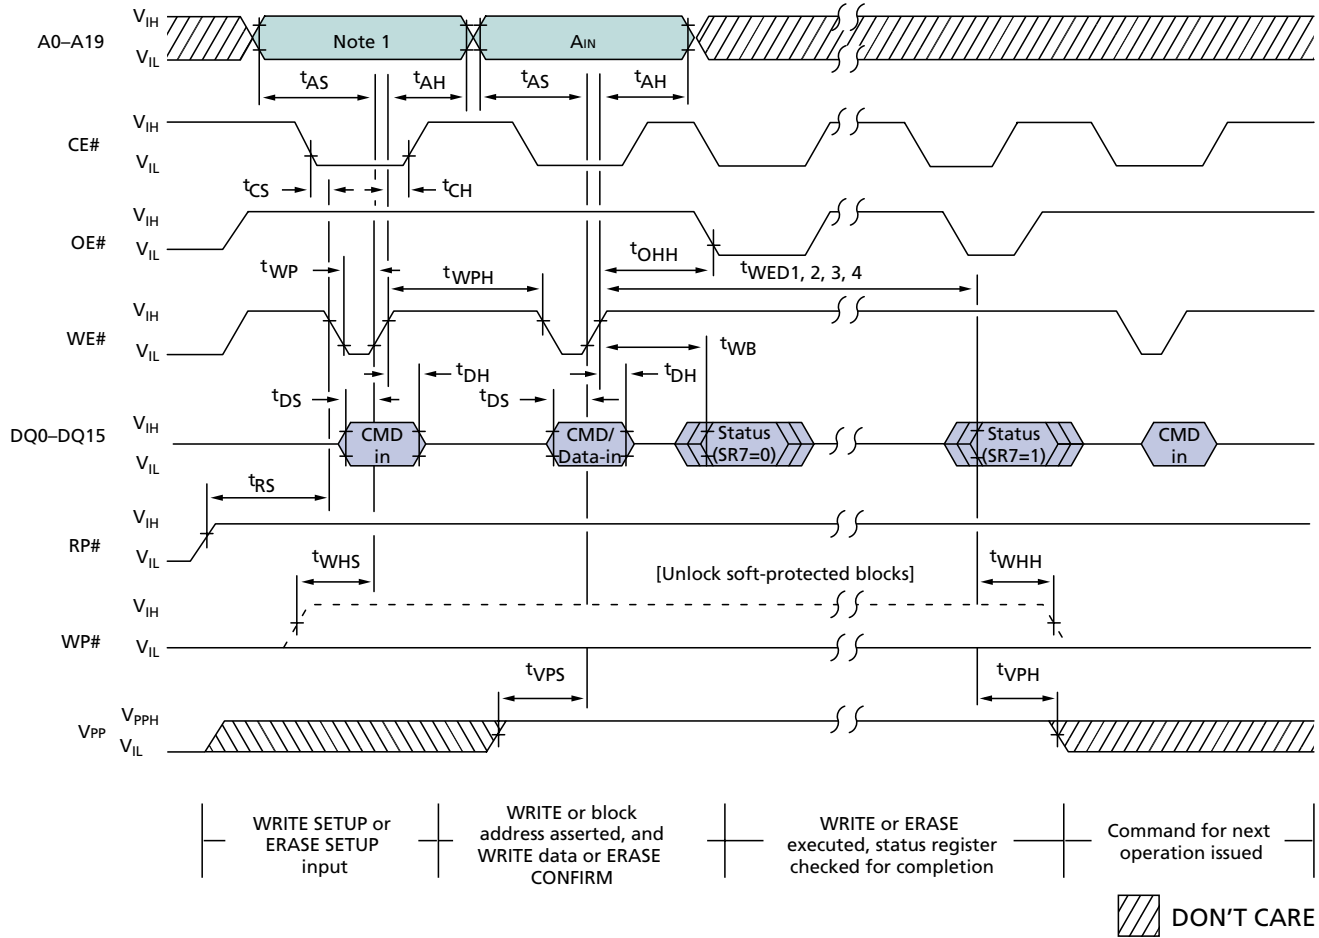 VIH
A0–A19
VIL
Note 1
AIN
tAS
tAH
tAS
tAH
VIH
CE#
VIL
tCS
tCH
VIH
OE#
VIL
tOHH
tWP
tWPH
tWED1, 2, 3, 4
VIH
WE#
VIL
tWB
tDH
tDH
tDS
tDS
VIH
DQ0–DQ15
VIL
CMD
in
CMD/
Data-in
Status
(SR7=0)
Status
(SR7=1)
CMD
in
tRS
VIH
RP#
VIL
tWHS
[Unlock soft-protected blocks]
tWHH
VIH
WP#
VIL
tVPS
tVPH
VPPH
VPP
VIL
WRITE SETUP or
ERASE SETUP
input
WRITE or block
address asserted, and
WRITE data or ERASE
CONFIRM
WRITE or ERASE
executed, status register
checked for completion
Command for next
operation issued
DON'T CARE